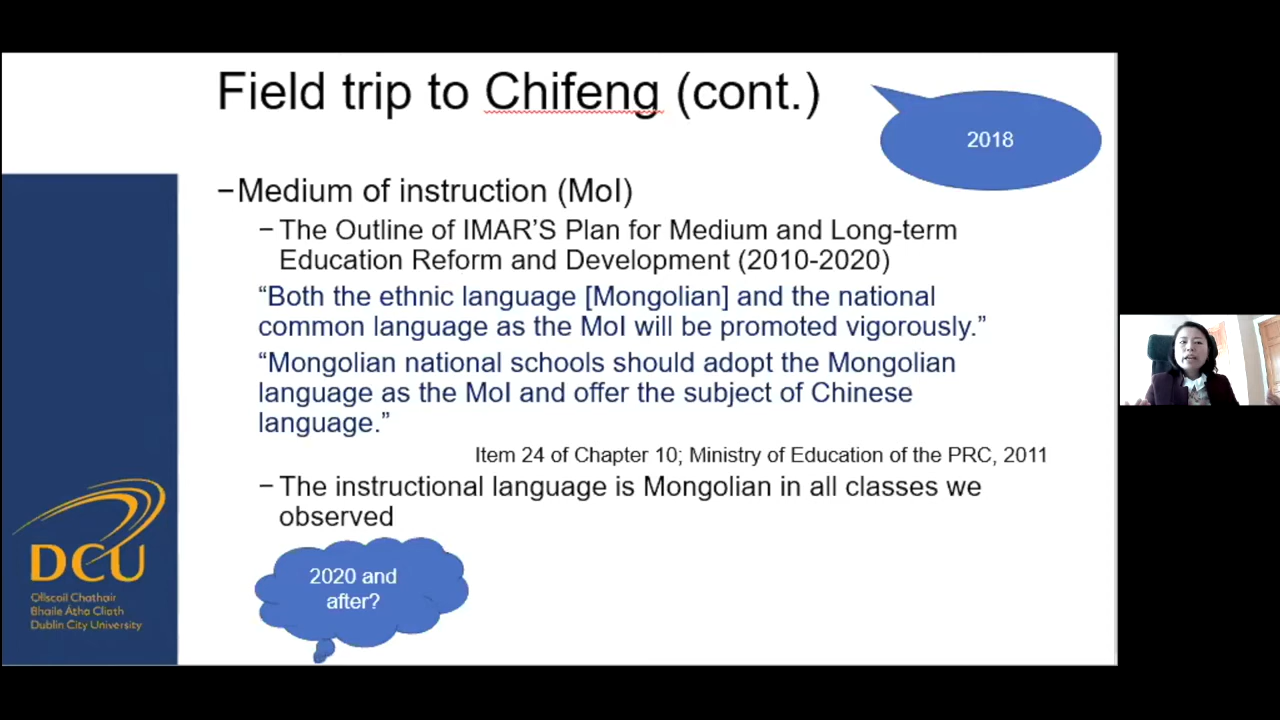 Field trip to Chifeng (cont.)
2018
−Medium of instruction (MoI)
− The Outline of IMAR’S Plan for Medium and Long-term
Education Reform and Development (2010-2020)
“Both the ethnic language [Mongolian] and the national
common language as the MoI will be promoted vigorously.”
“Mongolian national schools should adopt the Mongolian
language as the MoI and offer the subject of Chinese
language.”
Item 24 of Chapter 10; Ministry of Education of the PRC, 2011
− The instructional language is Mongolian in all classes we
observed
2020 and
after?
DCU
Ollscoil Chathair
Bhaile Átha Cliath
Dublin City University